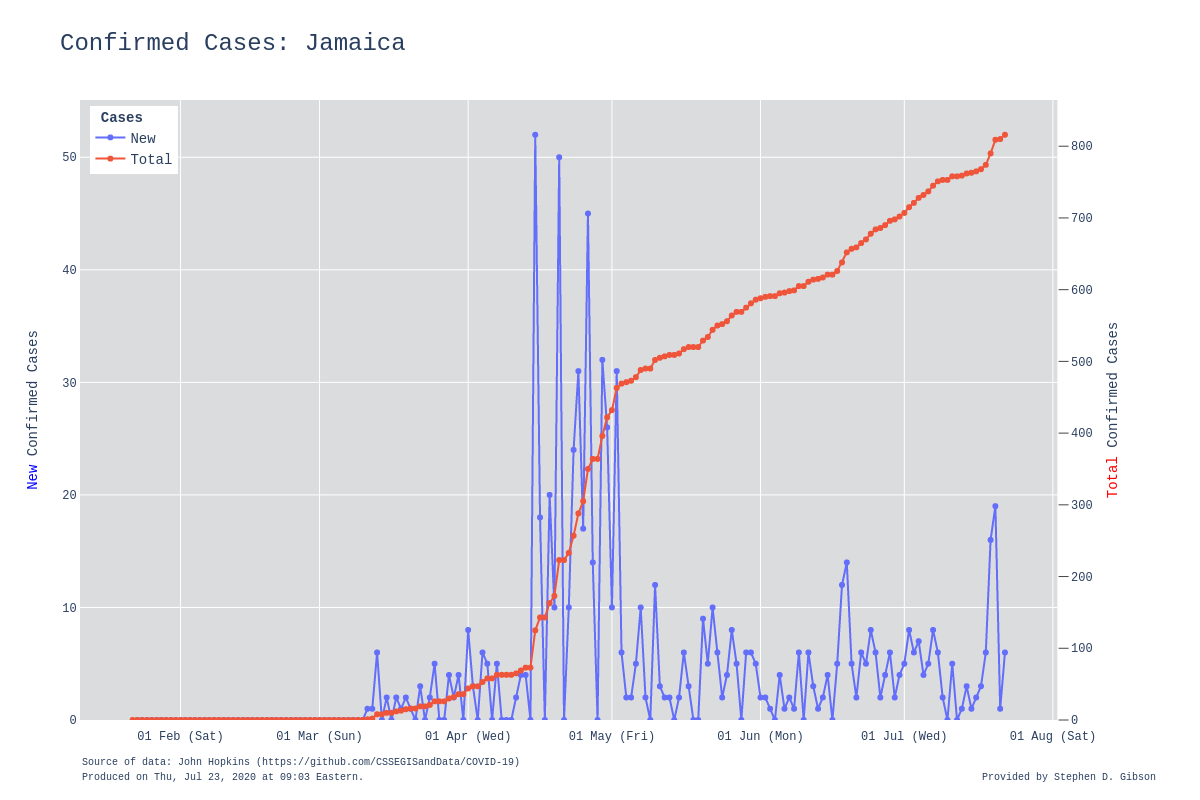 Confirmed Cases: Jamaica
Cases
New
Total
50
40
30
20
10
0
New Confirmed Cases
800
700
600
500
400
300
200
100
0
Total Confirmed Cases
01 Feb (Sat)
01 Mar (Sun)
01 Apr (Wed)
01 May (Fri)
01 Jun (Mon)
01 Jul (Wed)
01 Aug (Sat)
Source of data: John Hopkins (https://github.com/CSSEGISandData/COVID-19)
Produced on Thu, Jul 23, 2020 at 09:03 Eastern.
Provided by Stephen D. Gibson